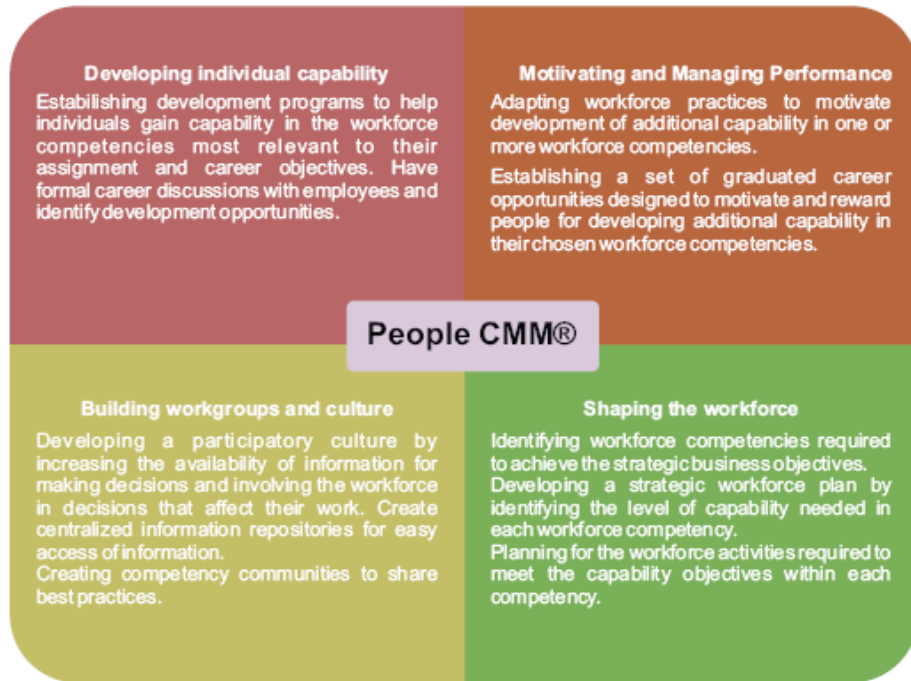 Developing individual capability
Estabilishing development programs to help
individuals gain capability in the workforce
competencies most relevant to their
assignment and career objectives. Have
formal career discussions with employees and
identify development opportunities.
Motiivating and Managing Performance
Adapting workforce practices to motivate
development of additional capability in one or
more workforce competencies.
Establishing a set of graduated career
opportunities designed to motivate and reward
people for developing additional capability in
their chosen workforce competencies.
People CMM®
Building workgroups and culture
Developing a participatory culture by
increasing the availability of information for
making decisions and involving the workforce
in decisions that affect their work. Create
centralized information repositories for easy
access of information.
Creating competency communities to share
best practices.
Shaping the workforce
Identifying workforce competencies required
to achieve the strategic business objectives.
Developing a strategic workforce plan by
identifying the level of capability needed in
each workforce competency.
Planning for the workforce activities required to
meet the capability objectives within each
competency.